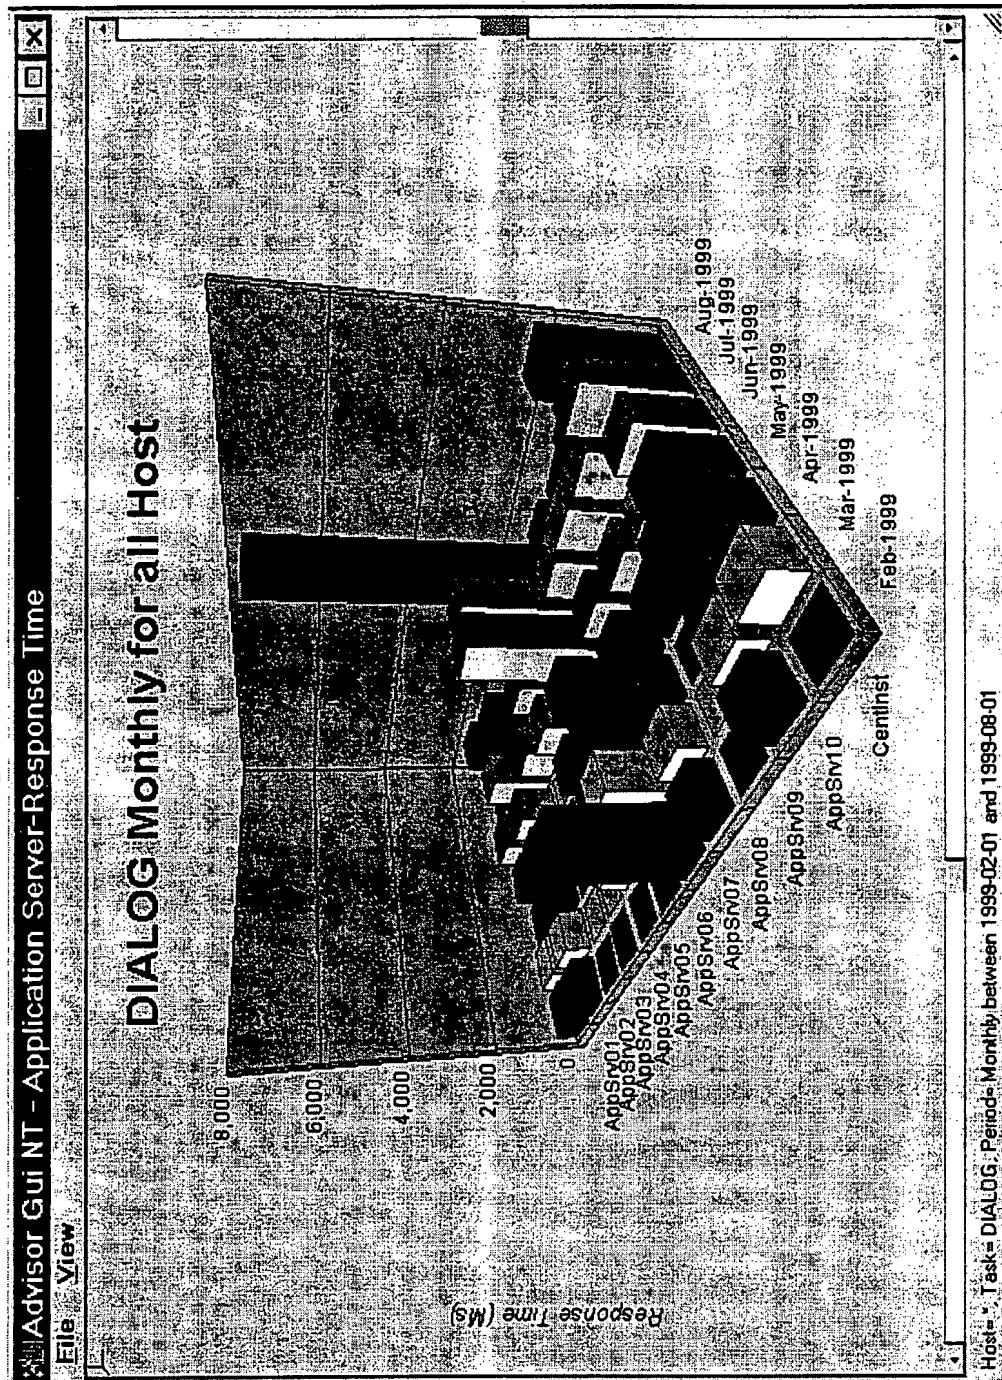 Advisor Gui NT - Application Server-Response Time
File View
DIALOG Monthly for all Host
Response Time (Ms)
8,000
6,000
4,000
2,000
0
AppSrv01
AppSrv02
AppSrv03
AppSrv04
AppSrv05
AppSrv06
AppSrv07
AppSrv08
AppSrv09
AppSrv10
CentInst
Feb-1999
Mar-1999
Apr-1999
May-1999
Jun-1999
Jul-1999
Aug-1999
Host= *, Task= DIALOG, Period= Monthly between 1999-02-01 and 1999-08-01